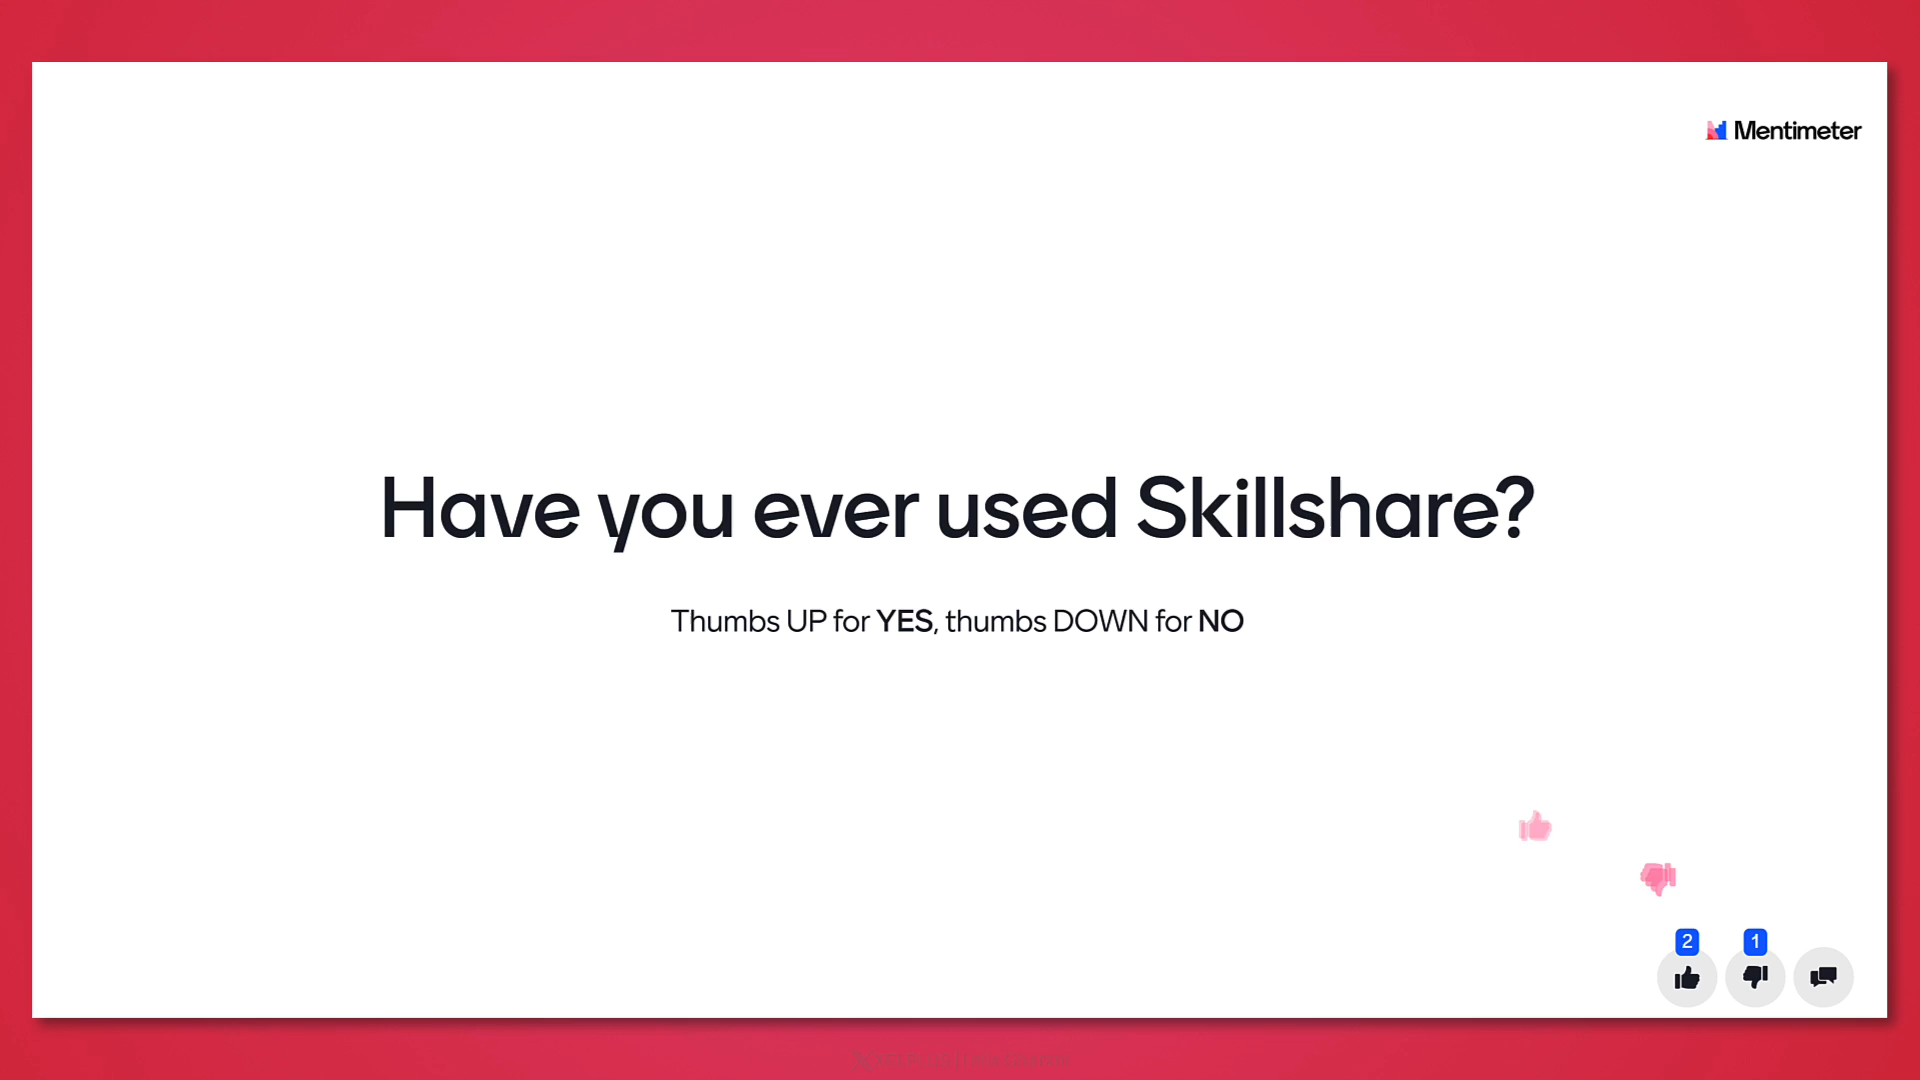 Mentimeter
Have you ever used Skillshare?
Thumbs UP for YES, thumbs DOWN for NO
2 1